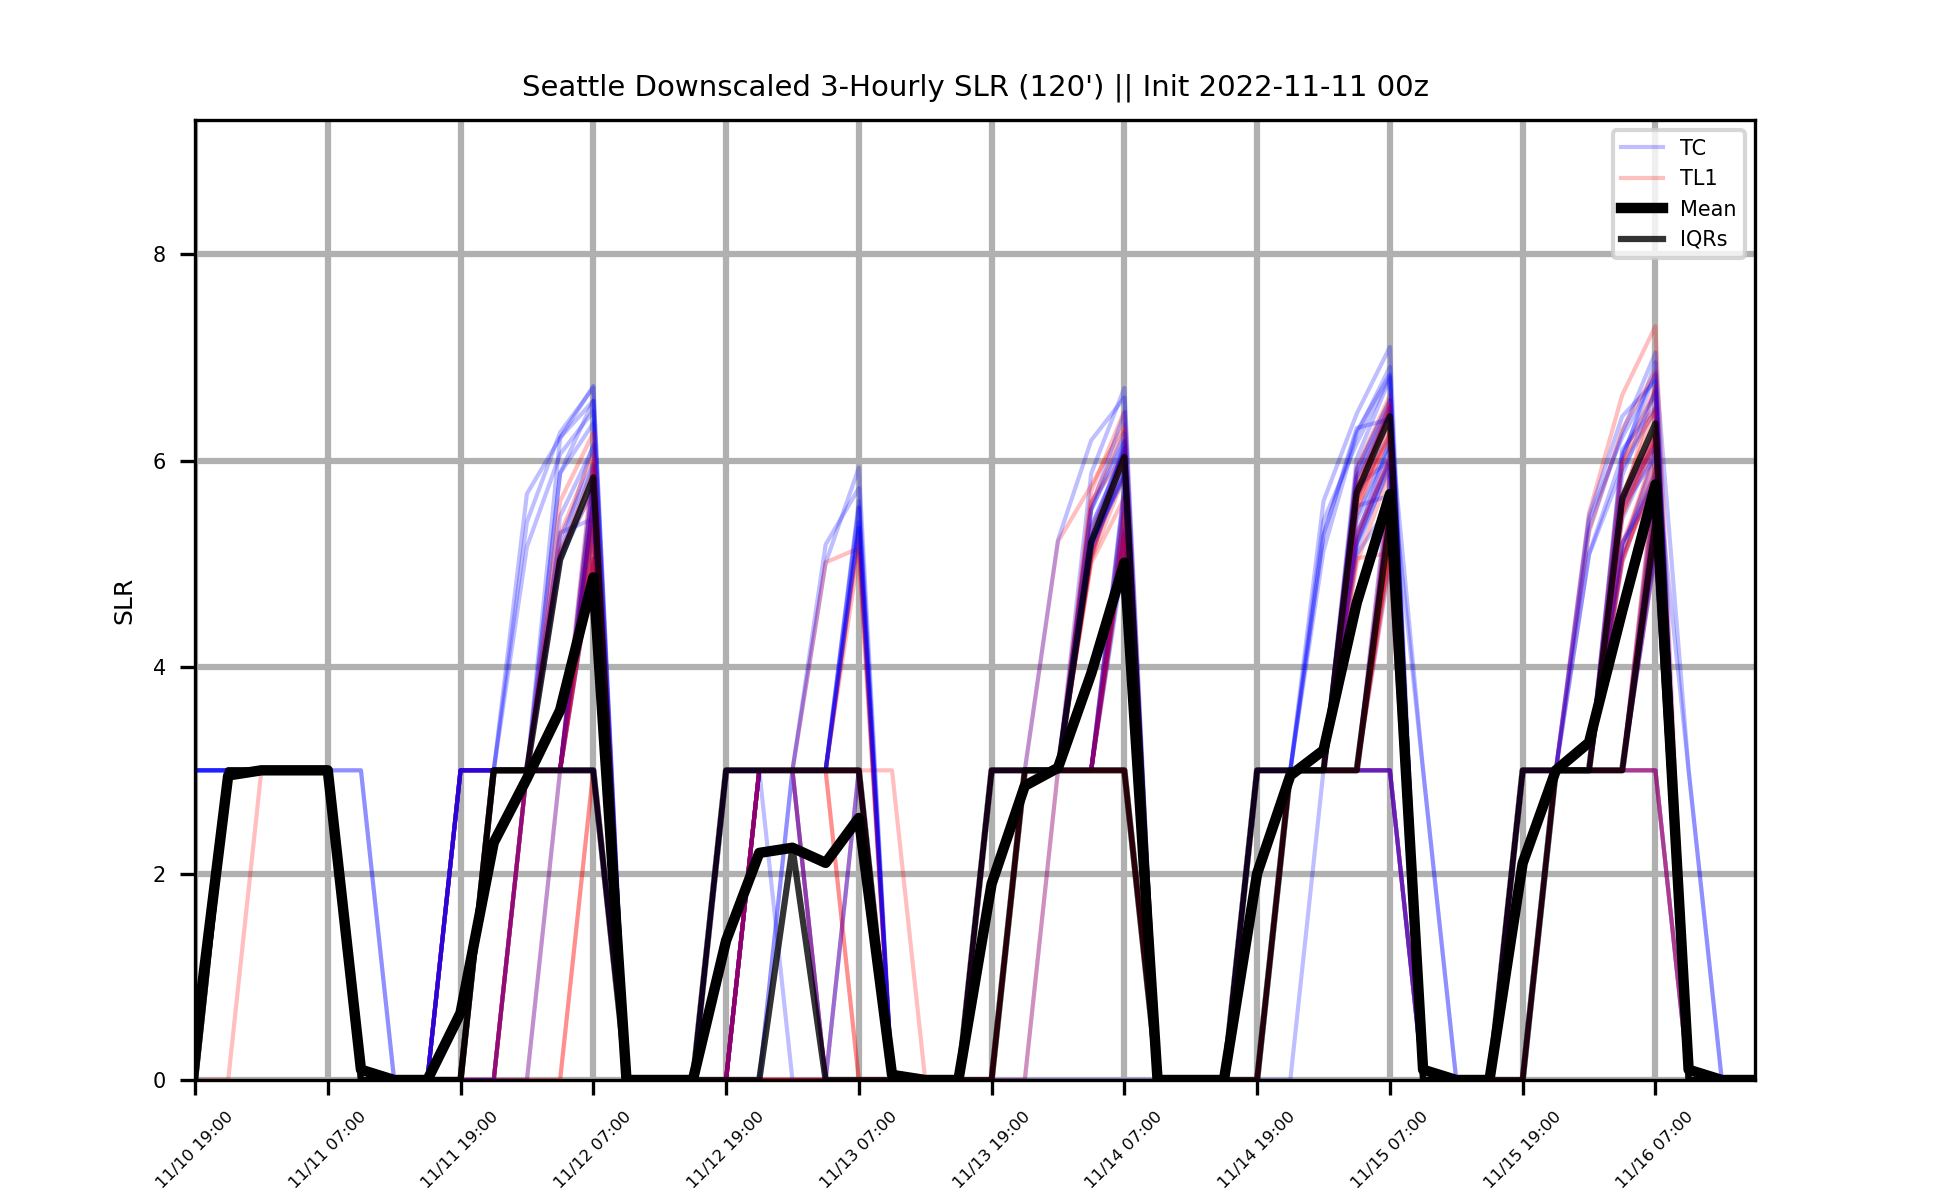 Seattle Downscaled 3-Hourly SLR (120') || Init 2022-11-11 00z
TC
TL1
Mean
IQRs
SLR
8
6
4
2
0
11/10 19:00
11/11 07:00
11/11 19:00
11/12 07:00
11/12 19:00
11/13 07:00
11/13 19:00
11/14 07:00
11/14 19:00
11/15 07:00
11/15 19:00
11/16 07:00